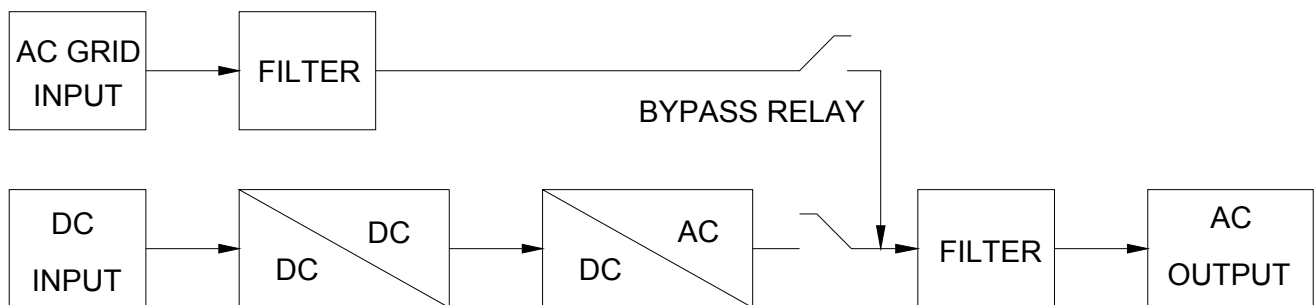 AC GRID
INPUT
FILTER
BYPASS RELAY
DC
INPUT
DC
DC
AC
DC
FILTER
AC
OUTPUT